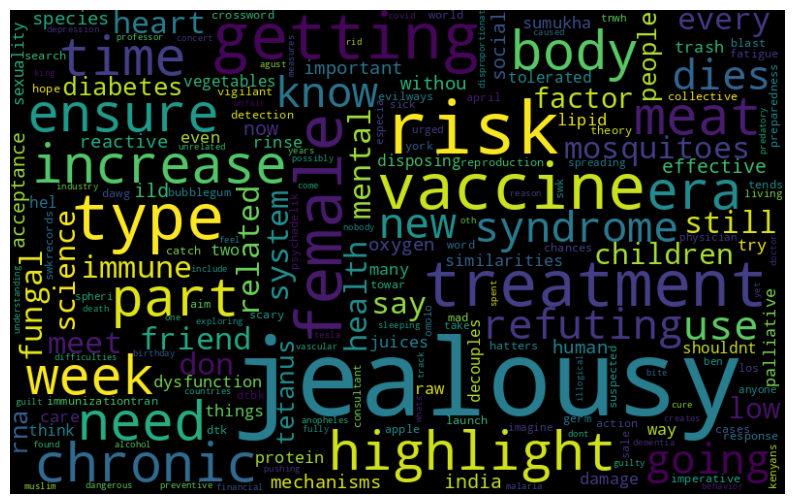 species heart crossword getting covid world sumukha tnwh every
depression professor concert rid social people
time search important withou body tolerated trash blast fatigue
sexuality hope diabetes vegetables vigilant know evilways sick april factor dies collective
king agust measures disproportionat
ensure detection unfair especia risk lipid theory meat preparedness
reactive even now rinse urged york mosquitoes
acceptance increase unrelated years possibly disposing reproduction spreading effective predatory
industry ild dawg bubblegum female mental vaccine era tends living
hel come swk
type related system psychadelik new syndrome still
swkrecords catch two oxygen word reason nobody oth chances physician
fungal science immune feel include many similarities children try doctor
understanding spheri aim scary health towar treatment yet
death part say
one exploring tesla mad spent
meet friend birthday sleeping juices omolo take hatters refuting use human shouldnt
difficulties don vascular track decouples illogical suspected ben los palliative
week dysfunction tetanus jealousy raw bite anyone
guilt immunizationtran countries dtbk whats
rna care things consultant low
think dtk need anopheles launch germ action sale way cases cure response
found alcohol fully apple imagine dont creates
chronic protein highlight guilty dementia going kenyans
pushing mechanisms india damage imperative
muslim dangerous preventive financial malaria behavior
caused